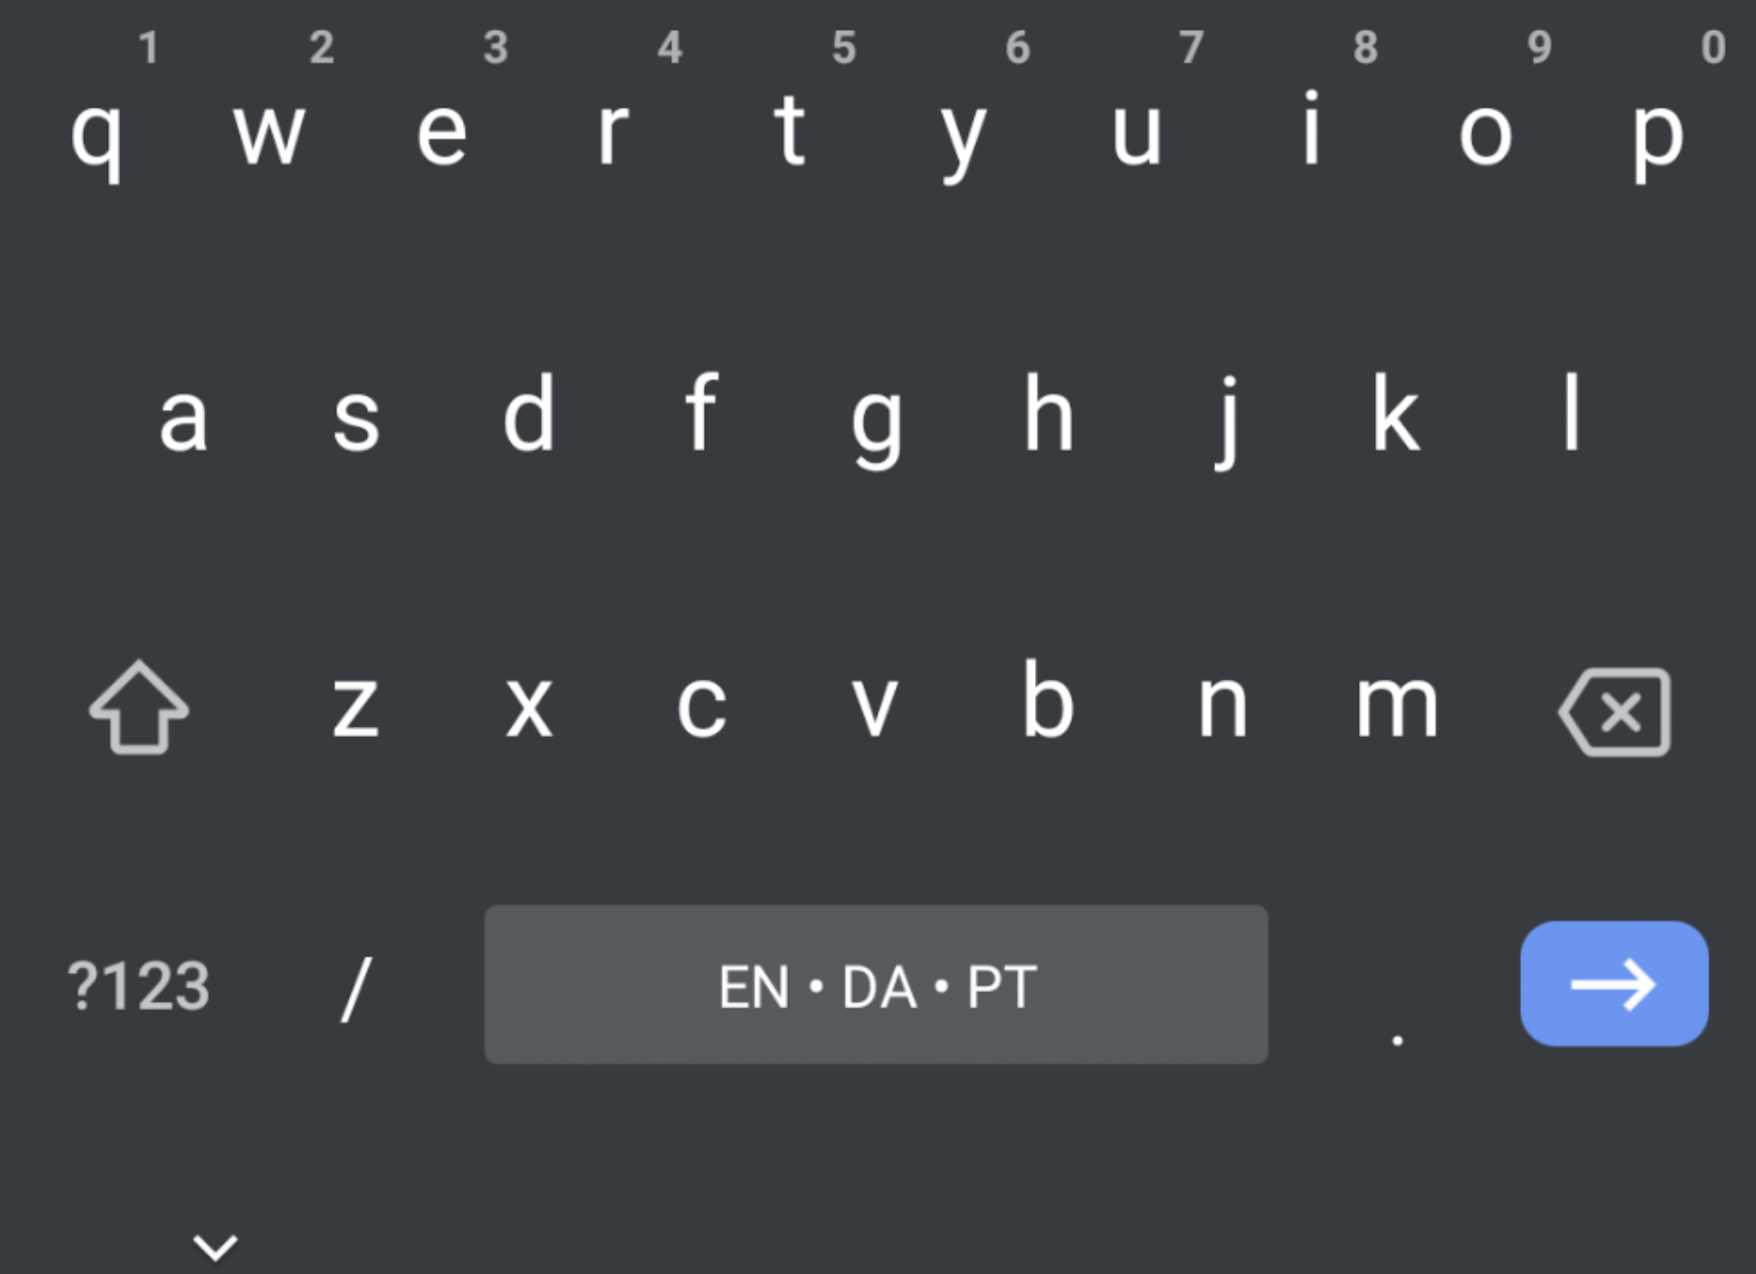 1 2 3 4 5 6 7 8 9 0
q w e r t y u i o p
a s d f g h j k l
z x c v b n m
?123 / EN • DA • PT .